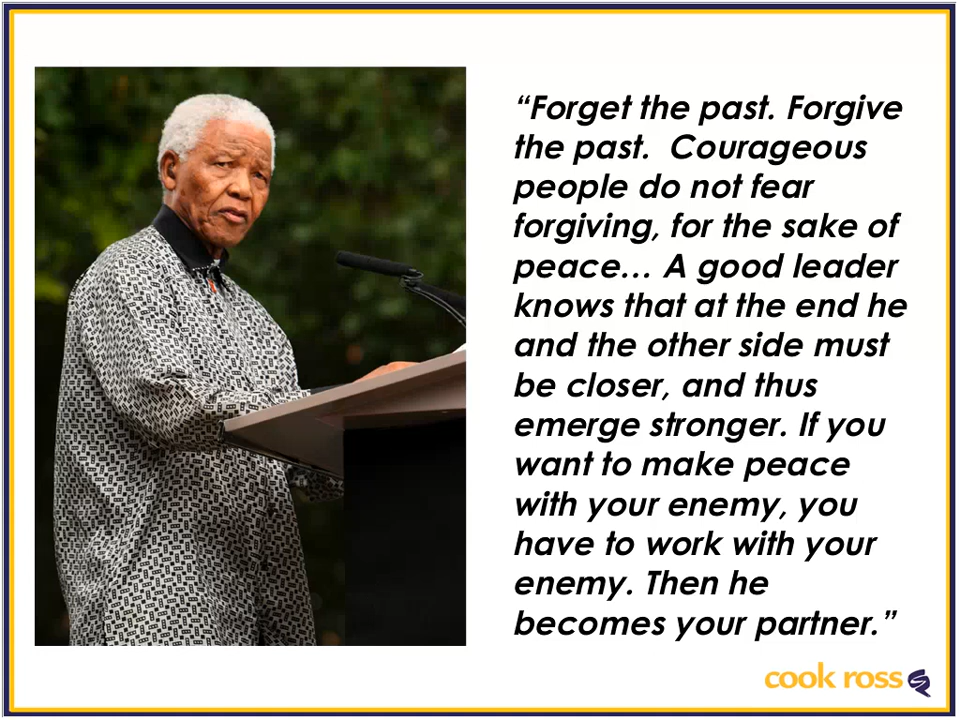 “Forget the past. Forgive
the past.  Courageous
people do not fear
forgiving, for the sake of
peace… A good leader
knows that at the end he
and the other side must
be closer, and thus
emerge stronger. If you
want to make peace
with your enemy, you
have to work with your
enemy. Then he
becomes your partner.”
cook ross